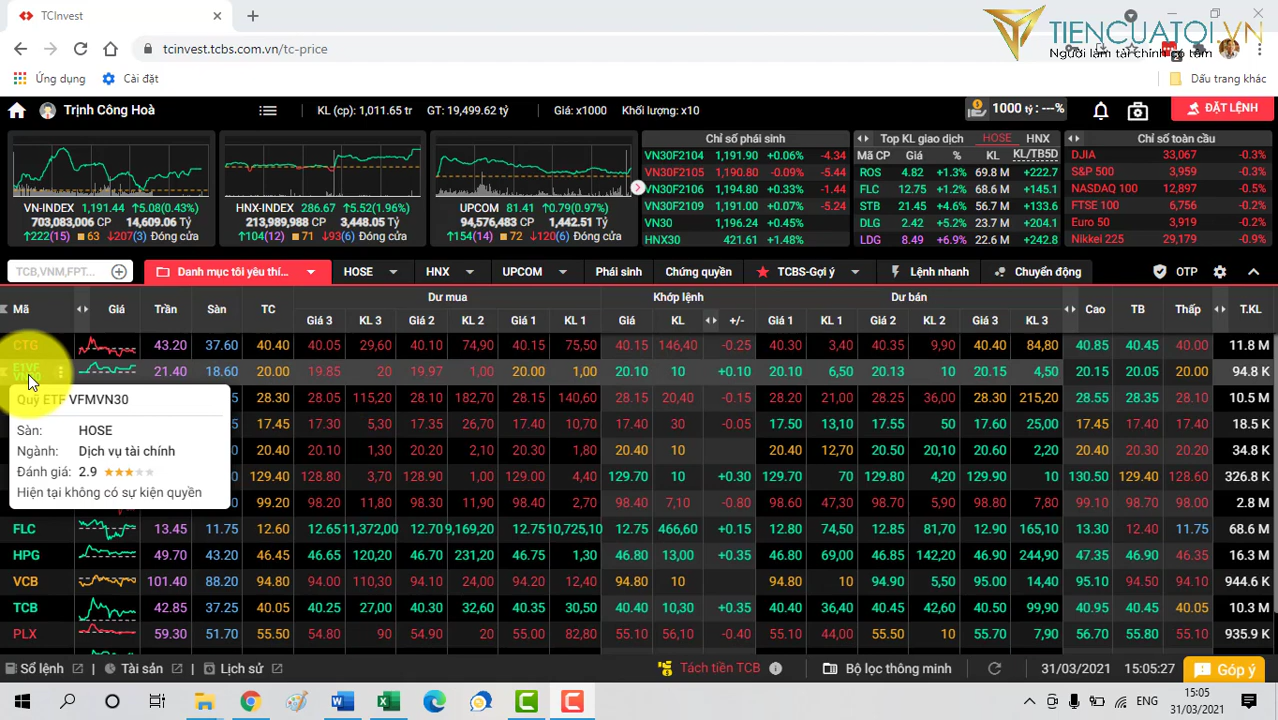 TCInvest
TIENCUATOI.VN
Người làm tài chính có tâm
tcinvest.tcbs.com.vn/tc-price
Ứng dụng Cài đặt Dấu trang khác
Trịnh Công Hoà KL (cp): 1,011.65 tr GT: 19,499.62 tỷ Giá: x1000 Khối lượng: x10 1000 tỷ : --% ĐẶT LỆNH
VN-INDEX 1,191.44 ↑5.08(0.43%)
703,083,006 CP 14,609.06 Tỷ
↑222(15) 63 ↓207(3) Đóng cửa
HNX-INDEX 286.67 ↑5.52(1.96%)
213,989,988 CP 3,448.05 Tỷ
↑104(12) 71 ↓93(6) Đóng cửa
UPCOM 81.41 ↑0.79(0.97%)
94,576,483 CP 1,442.51 Tỷ
↑154(14) 72 ↓120(6) Đóng cửa
Chỉ số phái sinh
VN30F2104 1,191.90 +0.06% -4.34
VN30F2105 1,190.80 -0.09% -5.44
VN30F2106 1,194.80 +0.33% -1.44
VN30F2109 1,191.00 +0.07% -5.24
VN30 1,196.24 +0.45%
HNX30 421.61 +1.48%
Top KL giao dịch HOSE HNX
Mã CP Giá % KL KL/TB5D
ROS 4.82 +1.3% 69.8 M +222.7
FLC 12.75 +1.2% 68.6 M +145.1
STB 21.45 +4.6% 56.7 M +133.6
DLG 2.42 +5.2% 23.7 M +204.1
LDG 8.49 +6.9% 22.6 M +242.8
Chỉ số toàn cầu
DJIA 33,067 -0.3%
S&P 500 3,959 -0.3%
NASDAQ 100 12,897 -0.5%
FTSE 100 6,756 -0.2%
Euro 50 3,919 -0.2%
Nikkei 225 29,179 -0.9%
TCB,VNM,FPT... Danh mục tôi yêu thí... HOSE HNX UPCOM Phái sinh Chứng quyền TCBS-Gợi ý Lệnh nhanh Chuyển động OTP
Mã Giá Trần Sàn TC Dư mua Khớp lệnh Dư bán Cao TB Thấp T.KL
Giá 3 KL 3 Giá 2 KL 2 Giá 1 KL 1 Giá KL +/- Giá 1 KL 1 Giá 2 KL 2 Giá 3 KL 3
CTG 43.20 37.60 40.40 40.05 29,60 40.10 74,90 40.15 75,50 40.15 146,40 -0.25 40.30 3,40 40.35 9,90 40.40 84,80 40.85 40.15 40.00 11.8 M
E1VF
VN30 21.40 18.60 20.00 19.85 20 19.97 1,00 20.00 1,00 20.10 10 +0.10 20.10 6,50 20.13 10 20.15 4,50 20.15 20.05 20.00 94.8 K
Quỹ ETF VFMVN30
Sàn: HOSE
Ngành: Dịch vụ tài chính
Đánh giá: 2.9
Hiện tại không có sự kiện quyền
28.30 28.05 115,20 28.10 182,70 28.15 140,60 28.15 20,40 -0.15 28.20 1,40 28.25 136,80 28.30 215,20 28.55 28.35 28.15 10.5 M
17.45 17.30 5,30 17.35 26,70 17.40 10,70 17.45 10 17.50 13,10 17.55 50 17.60 25,00 17.45 17.45 17.40 18.5 K
20.40 20.10 1,50 20.15 2,10 20.20 1,10 20.40 10 20.40 12,70 20.45 20.50 20.40 20.30 20.20 34.8 K
129.40 128.80 1,10 128.90 2,10 129.00 3,40 129.70 10 +0.30 129.70 70 129.80 4,20 129.90 10 130.50 129.40 128.00 326.8 K
99.20 98.20 11,80 98.30 9,30 98.40 1,90 98.40 7,10 -0.80 98.60 47,30 98.70 5,90 98.80 7,80 99.10 98.70 98.00 2.8 M
FLC 13.45 11.75 12.60 12.65 11,372,00 12.70 9,169,20 12.75 10,725,10 12.75 466,60 +0.15 12.80 74,50 12.85 81,70 12.90 165,10 13.30 12.40 11.75 68.6 M
HPG 49.70 43.20 46.45 46.65 120,20 46.70 231,20 46.75 1,30 46.80 13,00 +0.35 46.80 69,00 46.85 142,20 46.90 244,90 47.35 46.90 46.35 16.3 M
VCB 101.40 88.20 94.80 94.00 110,30 94.10 24,00 94.20 12,40 94.80 10 94.80 10 94.90 5,50 95.00 14,40 95.10 94.50 94.10 944.6 K
TCB 42.85 37.25 40.05 40.25 27,00 40.30 32,60 40.35 30,50 40.40 10,30 +0.35 40.40 36,40 40.45 42,60 40.50 99,90 40.90 40.45 40.05 10.3 M
PLX 59.30 51.70 55.50 54.80 90 54.90 20 55.00 82,80 55.10 56,10 -0.40 55.10 44,00 55.50 10 55.70 7,90 56.70 55.80 55.10 935.9 K
Sổ lệnh Tài sản Lịch sử Tách tiền TCB Bộ lọc thông minh 31/03/2021 15:05:27 Góp ý
ENG 15:05
31/03/2021